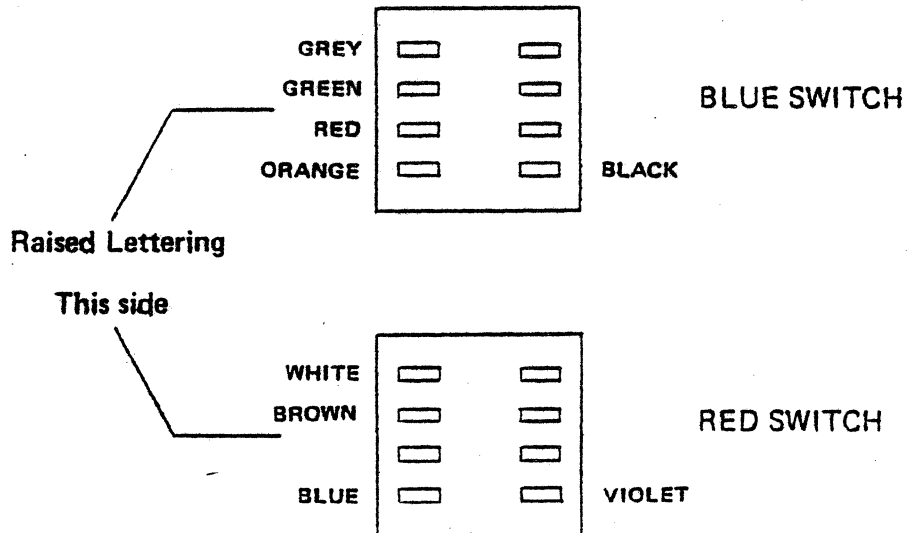 GREY
GREEN
BLUE SWITCH
RED
ORANGE
BLACK
Raised Lettering
This side
WHITE
BROWN
RED SWITCH
BLUE
VIOLET